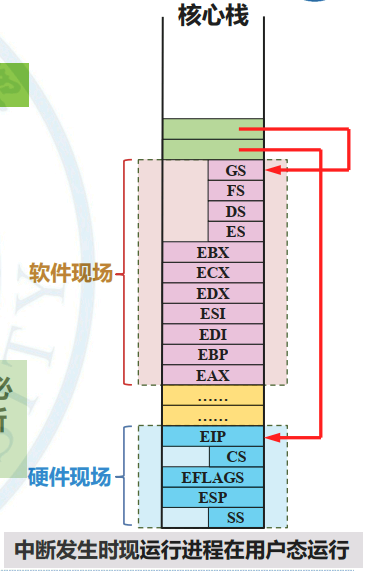 核心栈
GS
FS
DS
ES
EBX
ECX
EDX
ESI
EDI
EBP
EAX
软件现场
……
……
EIP
CS
EFLAGS
ESP
SS
硬件现场
必
中断发生时现运行进程在用户态运行